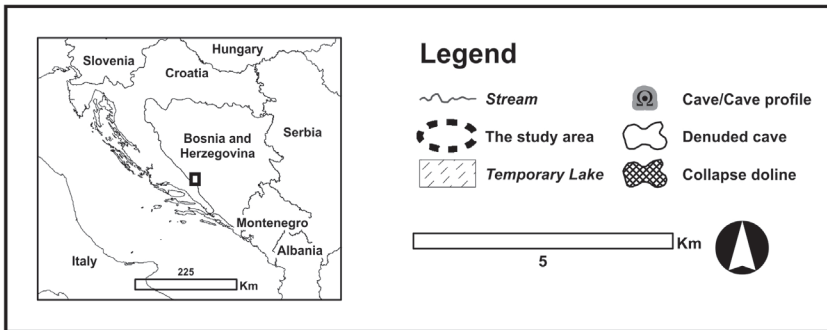 Hungary
Slovenia
Croatia
Serbia
Bosnia and
Herzegovina
Montenegro
Albania
Italy
225
Km
Legend
Stream
The study area
Temporary Lake
Ω
Cave/Cave profile
Denuded cave
Collapse doline
Km
5